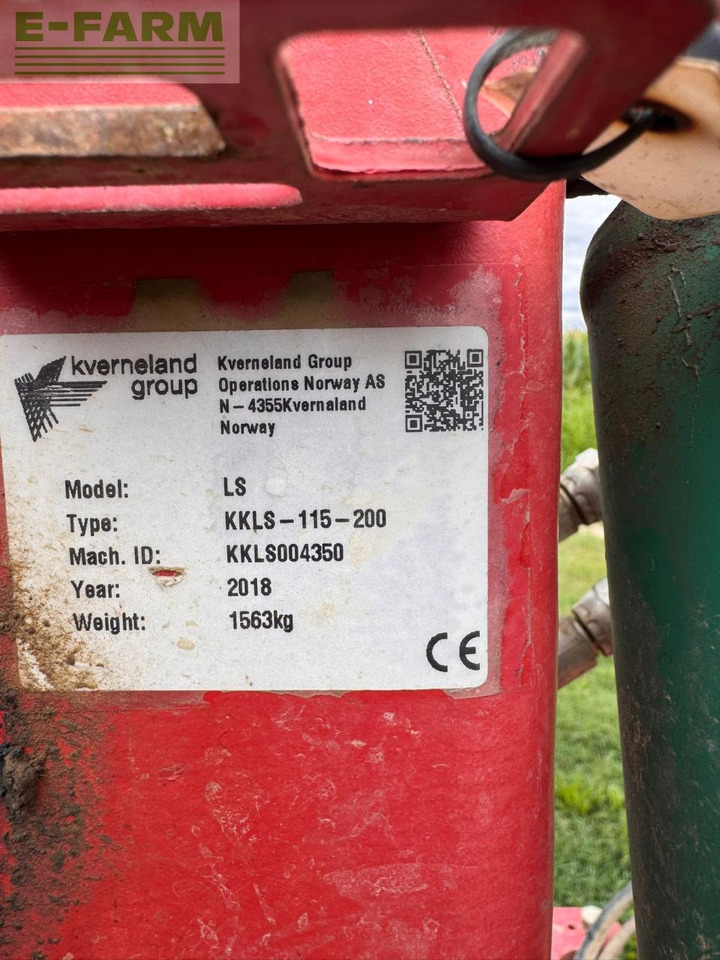 E-FARM
kverneland
group
Kverneland Group
Operations Norway AS
N-4355Kvernaland
Norway
Model: LS
Type: KKLS-115-200
Mach. ID: KKLS004350
Year: 2018
Weight: 1563kg
CE